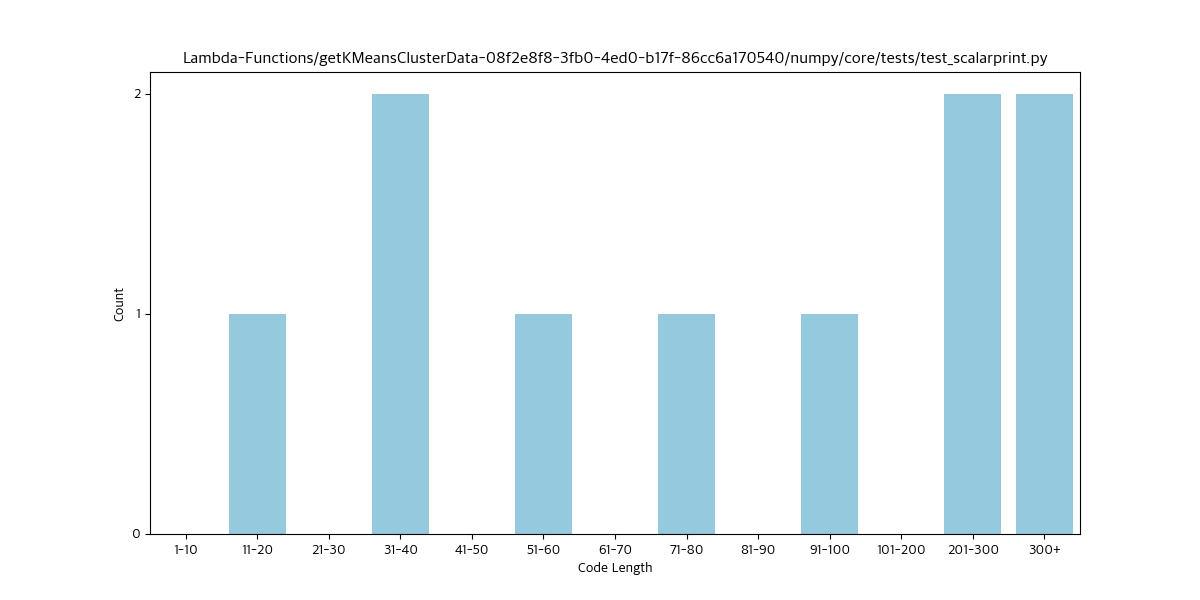 Lambda-Functions/getKMeansClusterData-08f2e8f8-3fb0-4ed0-b17f-86cc6a170540/numpy/core/tests/test_scalarprint.py
2
1
0
Count
1-10 11-20 21-30 31-40 41-50 51-60 61-70 71-80 81-90 91-100 101-200 201-300 300+
Code Length